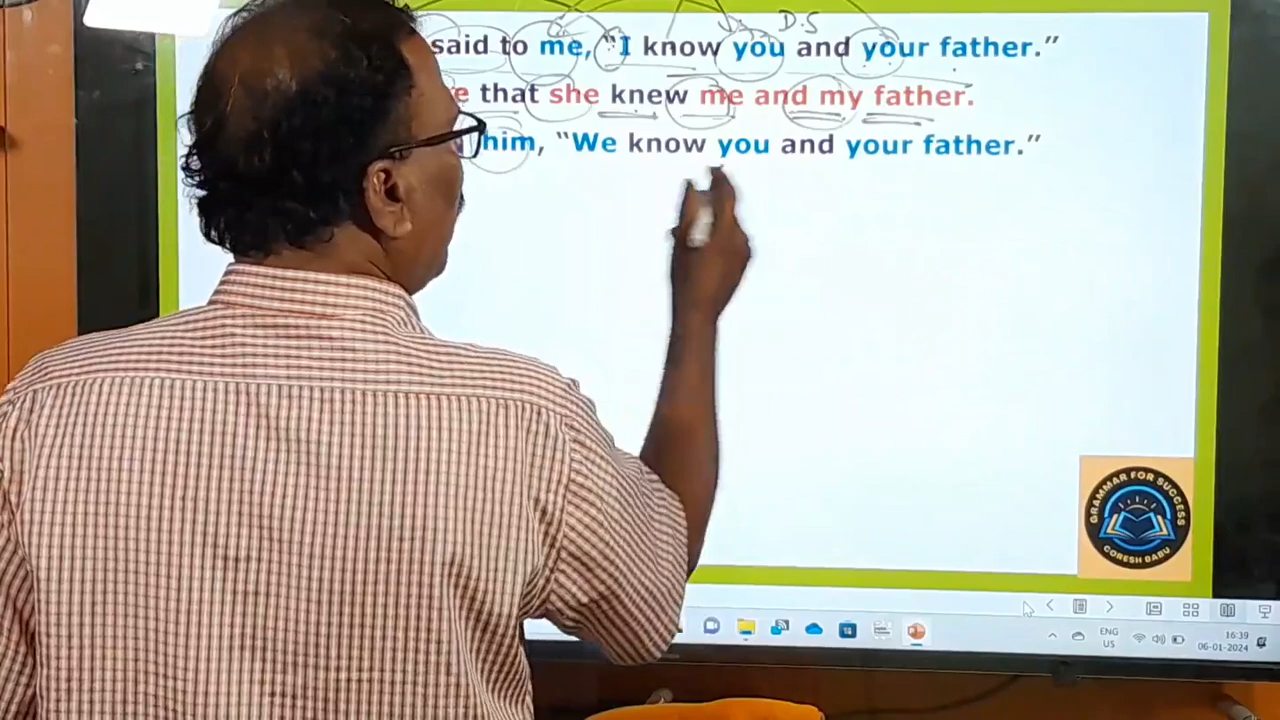 D.S
said to me, “I know you and your father.”
that she knew me and my father.
him, “We know you and your father.”
GRAMMAR FOR SUCCESS
CORESH BABU
ENG
US
16:39
06-01-2024